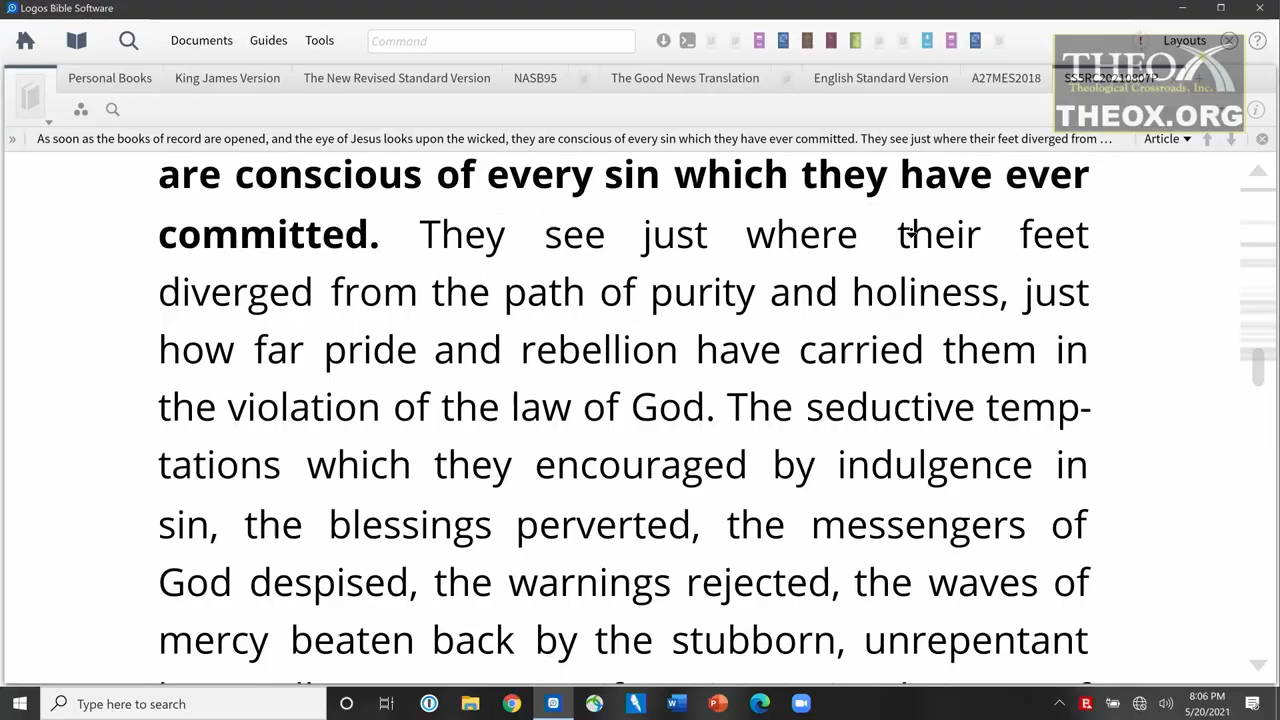 Logos Bible Software
Documents Guides Tools Command Layouts
Personal Books King James Version The New Revised Standard Version NASB95 The Good News Translation English Standard Version A27MES2018 SS5RC20210807P
THEOX
Theological Crossroads, Inc.
THEOX.ORG
As soon as the books of record are opened, and the eye of Jesus looks upon the wicked, they are conscious of every sin which they have ever committed. They see just where their feet diverged from ... Article
are conscious of every sin which they have ever
committed. They see just where their feet
diverged from the path of purity and holiness, just
how far pride and rebellion have carried them in
the violation of the law of God. The seductive temp-
tations which they encouraged by indulgence in
sin, the blessings perverted, the messengers of
God despised, the warnings rejected, the waves of
mercy beaten back by the stubborn, unrepentant
Type here to search
8:06 PM
5/20/2021